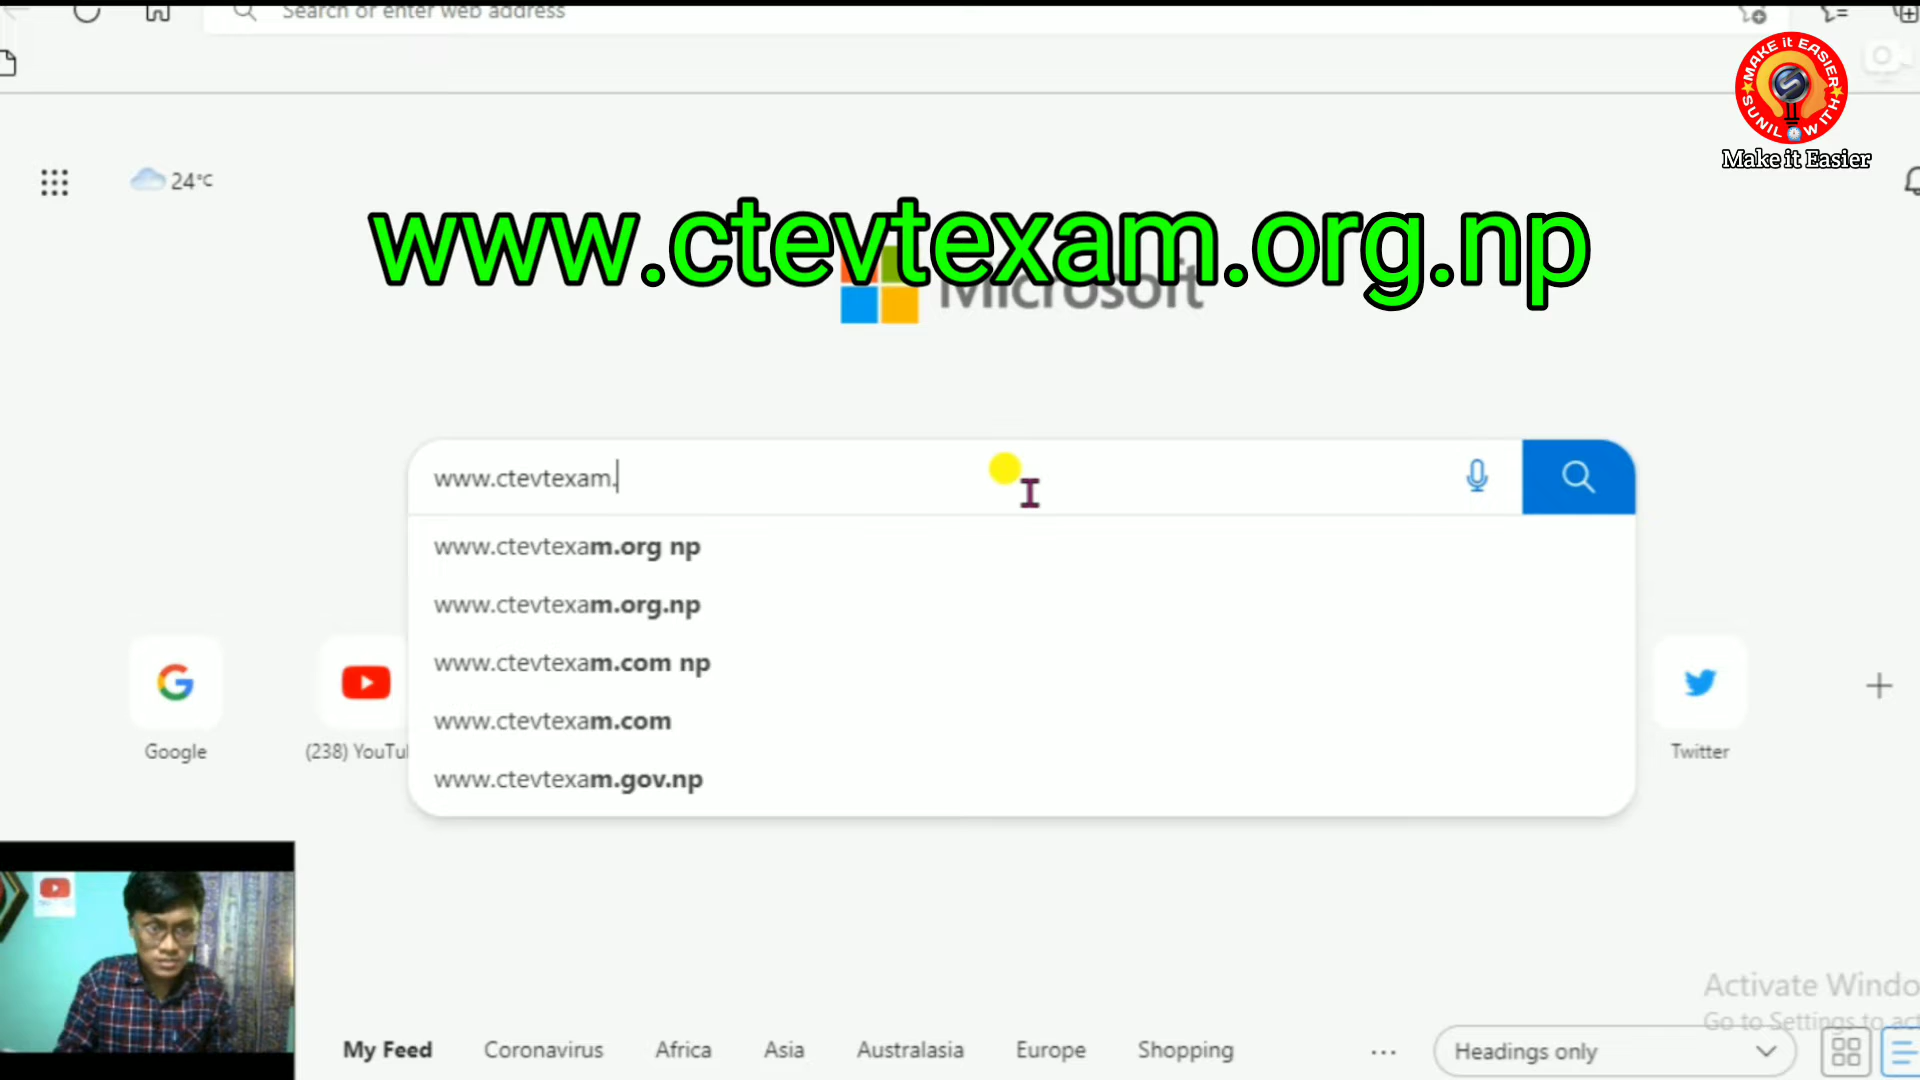 Search or enter web address
MAKE iT EASIER
SUNIL WITH
Make it Easier
24°C
www.ctevtexam.org.np
Microsoft
www.ctevtexam.
www.ctevtexam.org np
www.ctevtexam.org.np
www.ctevtexam.com np
www.ctevtexam.com
www.ctevtexam.gov.np
Google
(238) YouTu
Twitter
Activate Windo
Go to Settings to act
My Feed
Coronavirus
Africa
Asia
Australasia
Europe
Shopping
...
Headings only